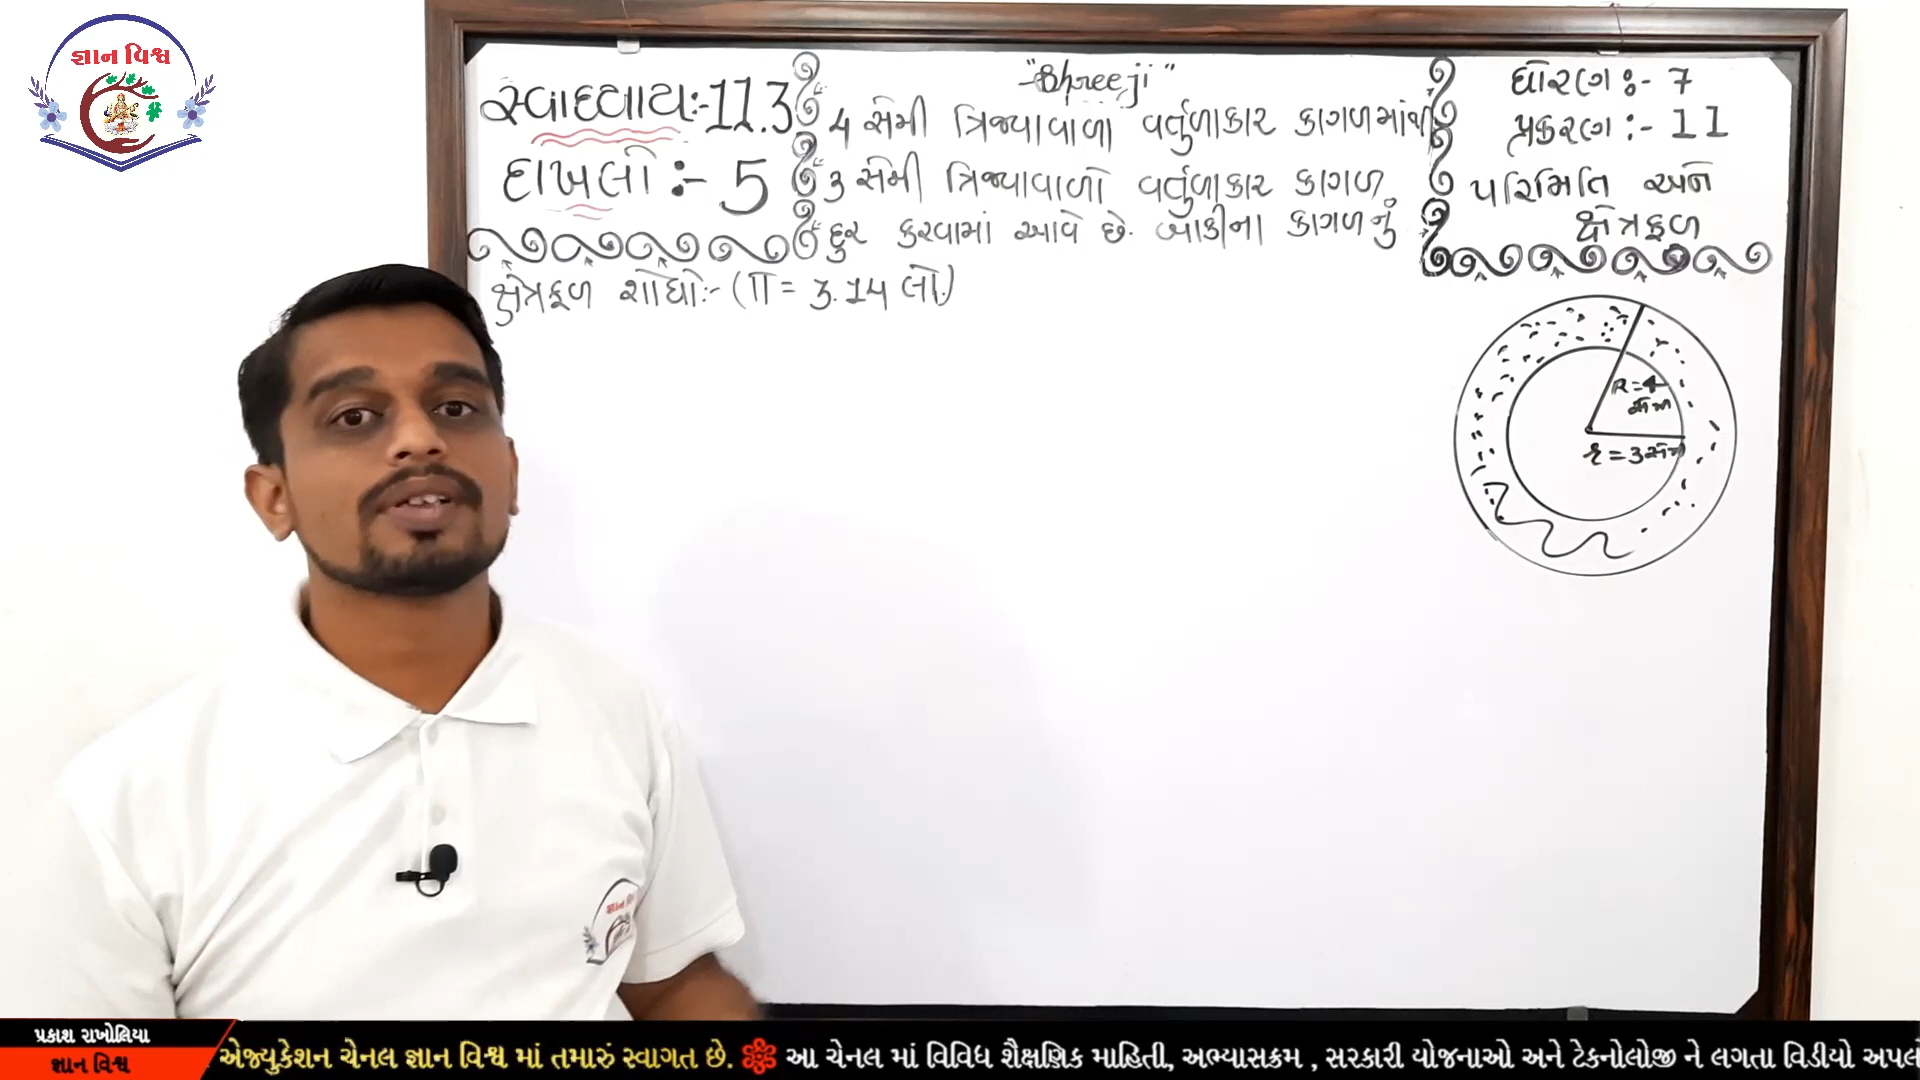 જ્ઞાન વિશ્વ
સ્વાધ્યાય:-11.3
દાખલો :- 5
"Shreeji"
4 સેમી ત્રિજ્યાવાળા વર્તુળાકાર કાગળમાંથી
3 સેમી ત્રિજ્યાવાળો વર્તુળાકાર કાગળ
દુર કરવામાં આવે છે. બાકીના કાગળનું
ક્ષેત્રફળ શોધો:- (π = 3.14 લો.)
ધોરણ :- 7
પ્રકરણ :- 11
પરિમિતિ અને
ક્ષેત્રફળ
R=4
સેમી
r=3સેમી
પ્રકાશ રાખોલિયા
જ્ઞાન વિશ્વ
એજ્યુકેશન ચેનલ જ્ઞાન વિશ્વ માં તમારું સ્વાગત છે. આ ચેનલ માં વિવિધ શૈક્ષણિક માહિતી, અભ્યાસક્રમ , સરકારી યોજનાઓ અને ટેકનોલોજી ને લગતા વિડીયો અપલો